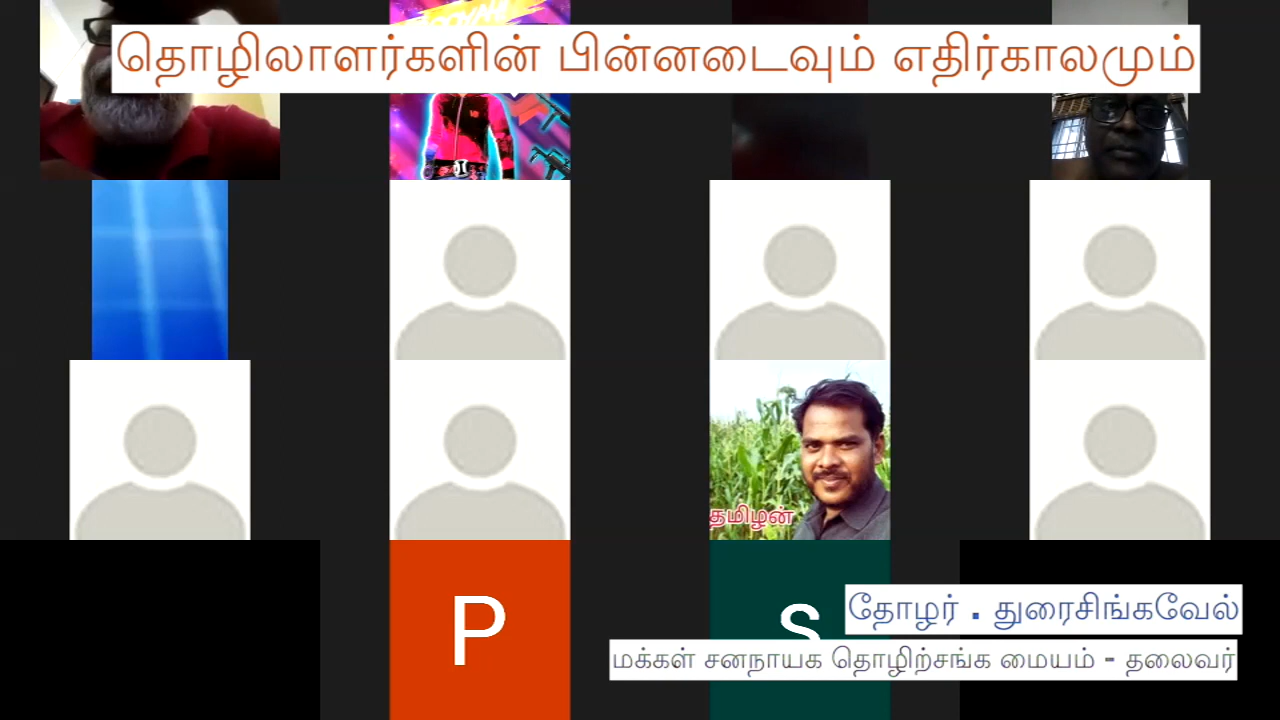 தொழிலாளர்களின் பின்னடைவும் எதிர்காலமும்
தமிழன்
P
s
தோழர் . துரைசிங்கவேல்
மக்கள் சனநாயக தொழிற்சங்க மையம் - தலைவர்